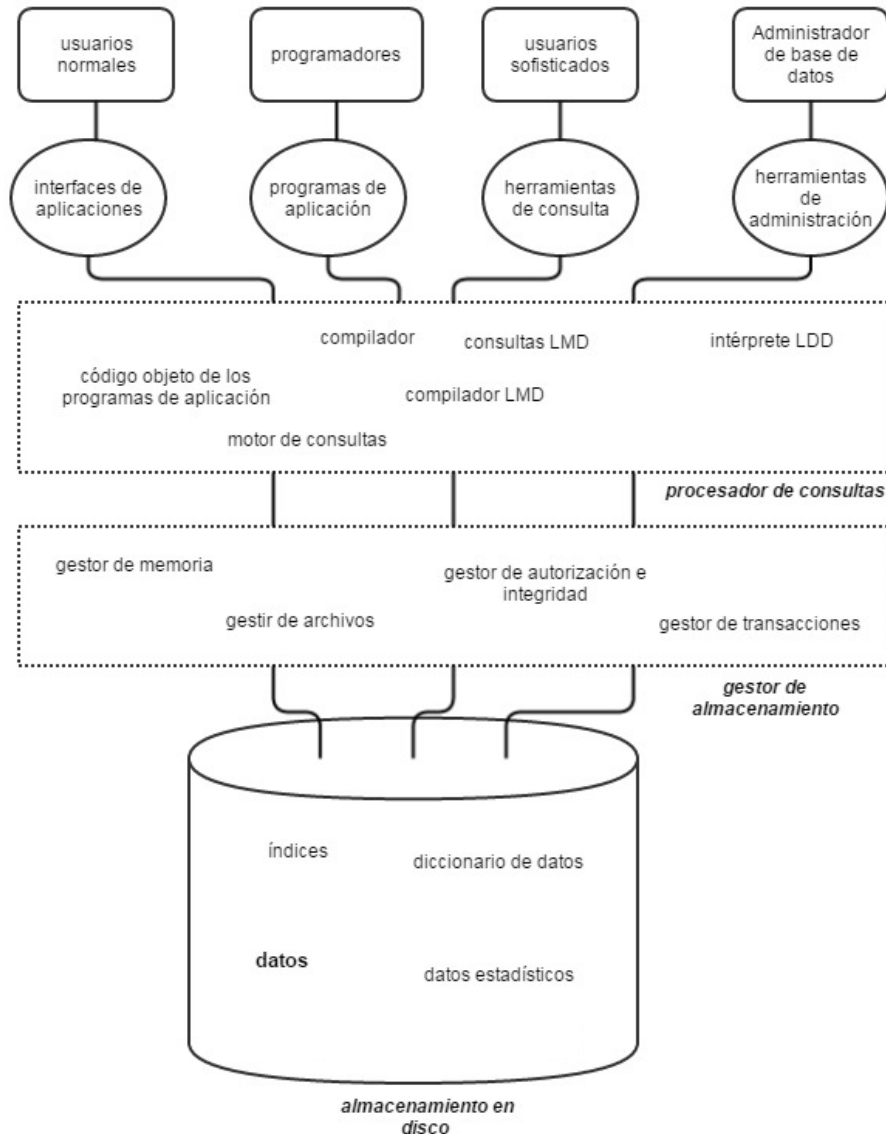 usuarios
normales
programadores
usuarios
sofisticados
Administrador
de base de
datos
interfaces de
aplicaciones
programas de
aplicación
herramientas
de consulta
herramientas
de
administración
compilador
consultas LMD
intérprete LDD
código objeto de los
programas de aplicación
compilador LMD
motor de consultas
procesador de consultas
gestor de memoria
gestor de autorización e
integridad
gestir de archivos
gestor de transacciones
gestor de
almacenamiento
índices
diccionario de datos
datos
datos estadísticos
almacenamiento en
disco